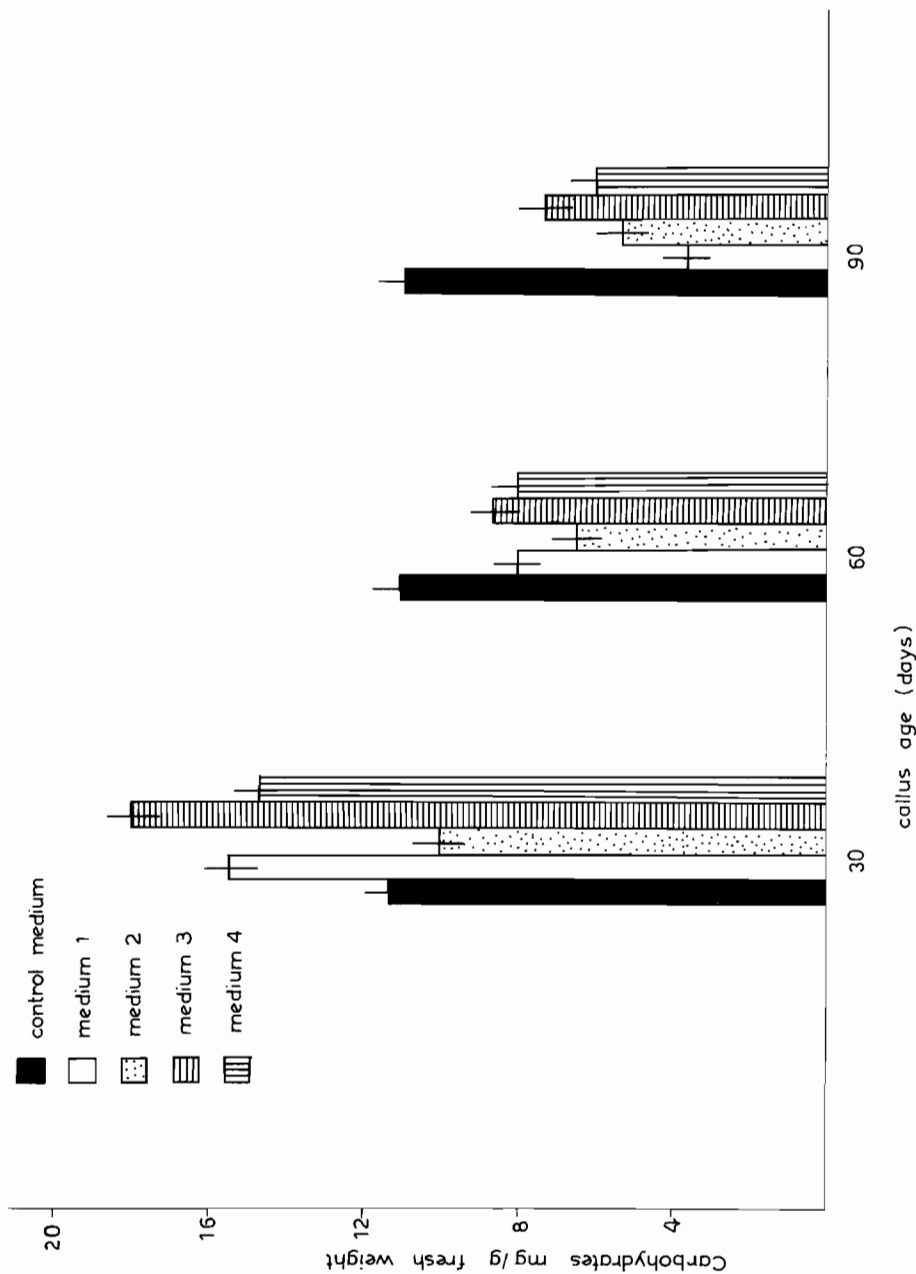 control medium
medium 1
medium 2
medium 3
medium 4
Carbohydrates mg/g fresh weight
20
16
12
8
4
30
60
90
callus age (days)